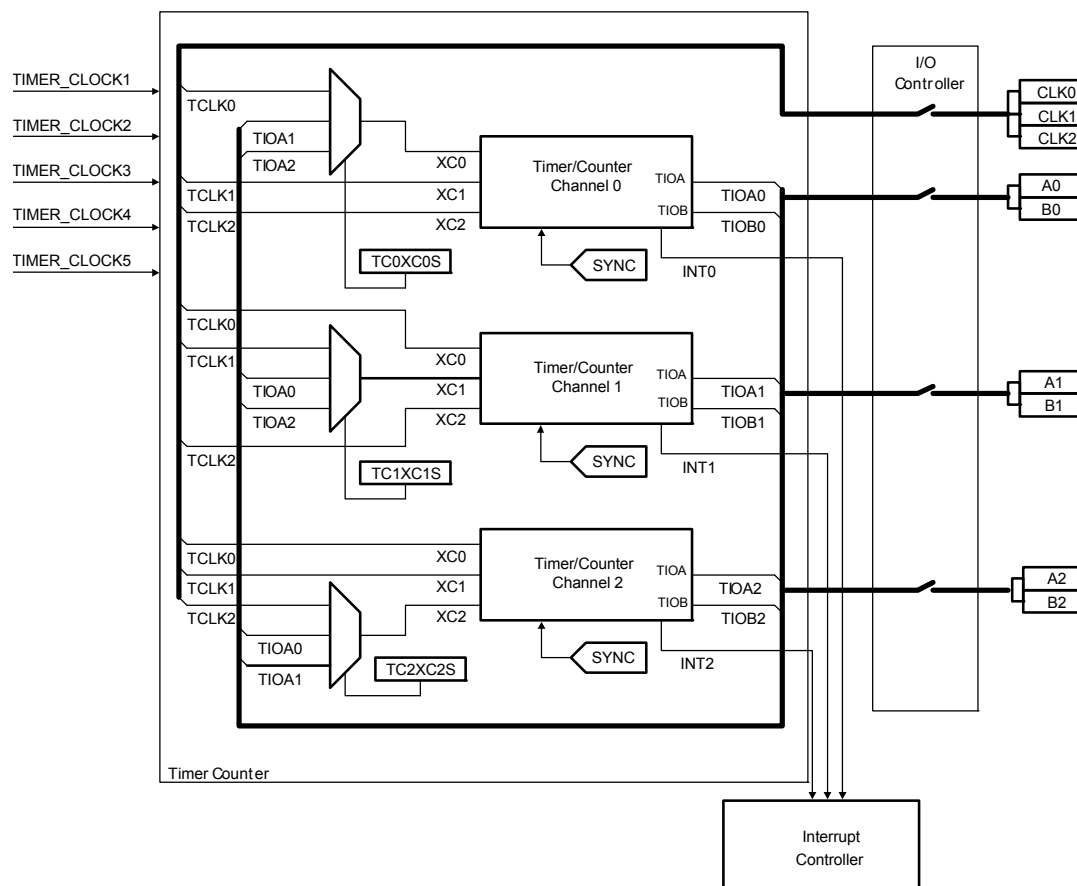 TIMER_CLOCK1
TIMER_CLOCK2
TIMER_CLOCK3
TIMER_CLOCK4
TIMER_CLOCK5
TCLK0
TIOA1
TIOA2
TCLK1
TCLK2
XC0
XC1
XC2
TC0XC0S
Timer/Counter
Channel 0
TIOA
TIOB
SYNC
TIOA0
TIOB0
INT0
TCLK0
TCLK1
TIOA0
TIOA2
TCLK2
XC0
XC1
XC2
TC1XC1S
Timer/Counter
Channel 1
TIOA
TIOB
SYNC
TIOA1
TIOB1
INT1
TCLK0
TCLK1
TCLK2
TIOA0
TIOA1
XC0
XC1
XC2
TC2XC2S
Timer/Counter
Channel 2
TIOA
TIOB
SYNC
TIOA2
TIOB2
INT2
Timer Counter
I/O
Controller
CLK0
CLK1
CLK2
A0
B0
A1
B1
A2
B2
Interrupt
Controller